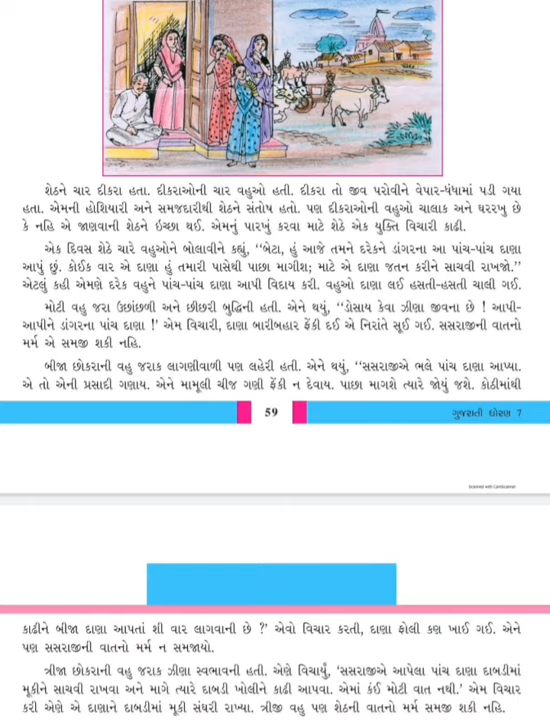 શેઠને ચાર દીકરા હતા. દીકરાઓની ચાર વહુઓ હતી. દીકરા તો જીવ પરોવીને વેપાર-ધંધામાં પડી ગયા
હતા. એમની હોશિયારી અને સમજદારીથી શેઠને સંતોષ હતો. પણ દીકરાઓની વહુઓ ચાલાક અને ઘરરખુ છે
કે નહિ એ જાણવાની શેઠને ઇચ્છા થઈ. એમનું પારખું કરવા માટે શેઠે એક યુક્તિ વિચારી કાઢી.
એક દિવસ શેઠે ચારે વહુઓને બોલાવીને કહ્યું, ‘‘બેટા, હું આજે તમને દરેકને ડાંગરના આ પાંચ-પાંચ દાણા
આપું છું. કોઈક વાર એ દાણા હું તમારી પાસેથી પાછા માગીશ; માટે એ દાણા જતન કરીને સાચવી રાખજો.’’
એટલું કહી એમણે દરેક વહુને પાંચ-પાંચ દાણા આપી વિદાય કરી. વહુઓ દાણા લઈ હસતી-હસતી ચાલી ગઈ.
મોટી વહુ જરા ઉછાંછળી અને છીછરી બુદ્ધિની હતી. એને થયું, ‘‘ડોસાય કેવા ઝીણા જીવના છે ! આપી-
આપીને ડાંગરના પાંચ દાણા !' એમ વિચારી, દાણા બારીબહાર ફેંકી દઈ એ નિરાંતે સૂઈ ગઈ. સસરાજીની વાતનો
મર્મ એ સમજી શકી નહિ.
બીજા છોકરાની વહુ જરાક લાગણીવાળી પણ લહેરી હતી. એને થયું, ‘‘સસરાજીએ ભલે પાંચ દાણા આપ્યા.
એ તો એની પ્રસાદી ગણાય. એને મામૂલી ચીજ ગણી ફેંકી ન દેવાય. પાછા માગશે ત્યારે જોયું જશે. કોઠીમાંથી
59
ગુજરાતી ધોરણ 7
Scanned with CamScanner
કાઢીને બીજા દાણા આપતાં શી વાર લાગવાની છે ?' એવો વિચાર કરતી, દાણા ફોલી કણ ખાઈ ગઈ. એને
પણ સસરાજીની વાતનો મર્મ ન સમજાયો.
ત્રીજા છોકરાની વહુ જરાક ઝીણા સ્વભાવની હતી. એણે વિચાર્યું, ‘સસરાજીએ આપેલા પાંચ દાણા દાબડીમાં
મૂકીને સાચવી રાખવા અને માગે ત્યારે દાબડી ખોલીને કાઢી આપવા. એમાં કંઈ મોટી વાત નથી.' એમ વિચાર
કરી એણે એ દાણાને દાબડીમાં મૂકી સંઘરી રાખ્યા. ત્રીજી વહુ પણ શેઠની વાતનો મર્મ સમજી શકી નહિ.